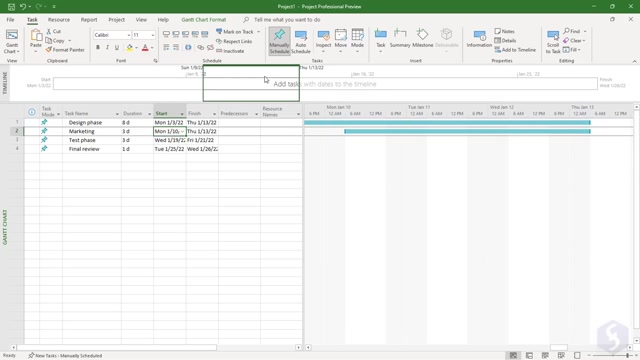 Project1 - Project Professional Preview
Task Resource Report Project View Help Gantt Chart Format Tell me what you want to do
Gantt Chart
Paste
Cut
Copy
Format Painter
Calibri 11
B I U
Mark on Track
Respect Links
Inactivate
Manually Schedule
Auto Schedule
Inspect Move Mode
Task Summary Milestone Deliverable
Information
Notes
Details
Add to Timeline
Scroll to Task
Find
Clear
Fill
View Clipboard Font Schedule Tasks Insert Properties Editing
TIMELINE
Sun 1/9/22 Thu 1/13/22
Jan 9, '22 Jan 16, '22 Jan 23, '22
Start
Mon 1/3/22
Add tasks with dates to the timeline
Finish
Wed 1/26/22
Task Mode Task Name Duration Start Finish Predecessors Resource Names
Mon Jan 10 Tue Jan 11 Wed Jan 12 Thu Jan 13
6 PM 12 AM 6 AM 12 PM 6 PM 12 AM 6 AM 12 PM 6 PM 12 AM 6 AM 12 PM 6 PM 12 AM 6 AM 12 PM 6 PM 12 AM
1 Design phase 8 d Mon 1/3/22 Thu 1/13/22
2 Marketing 3 d Mon 1/10/ Thu 1/13/22
3 Test phase 3 d Wed 1/19/22 Fri 1/21/22
4 Final review 1 d Tue 1/25/22 Wed 1/26/22
GANTT CHART
Ready New Tasks : Manually Scheduled